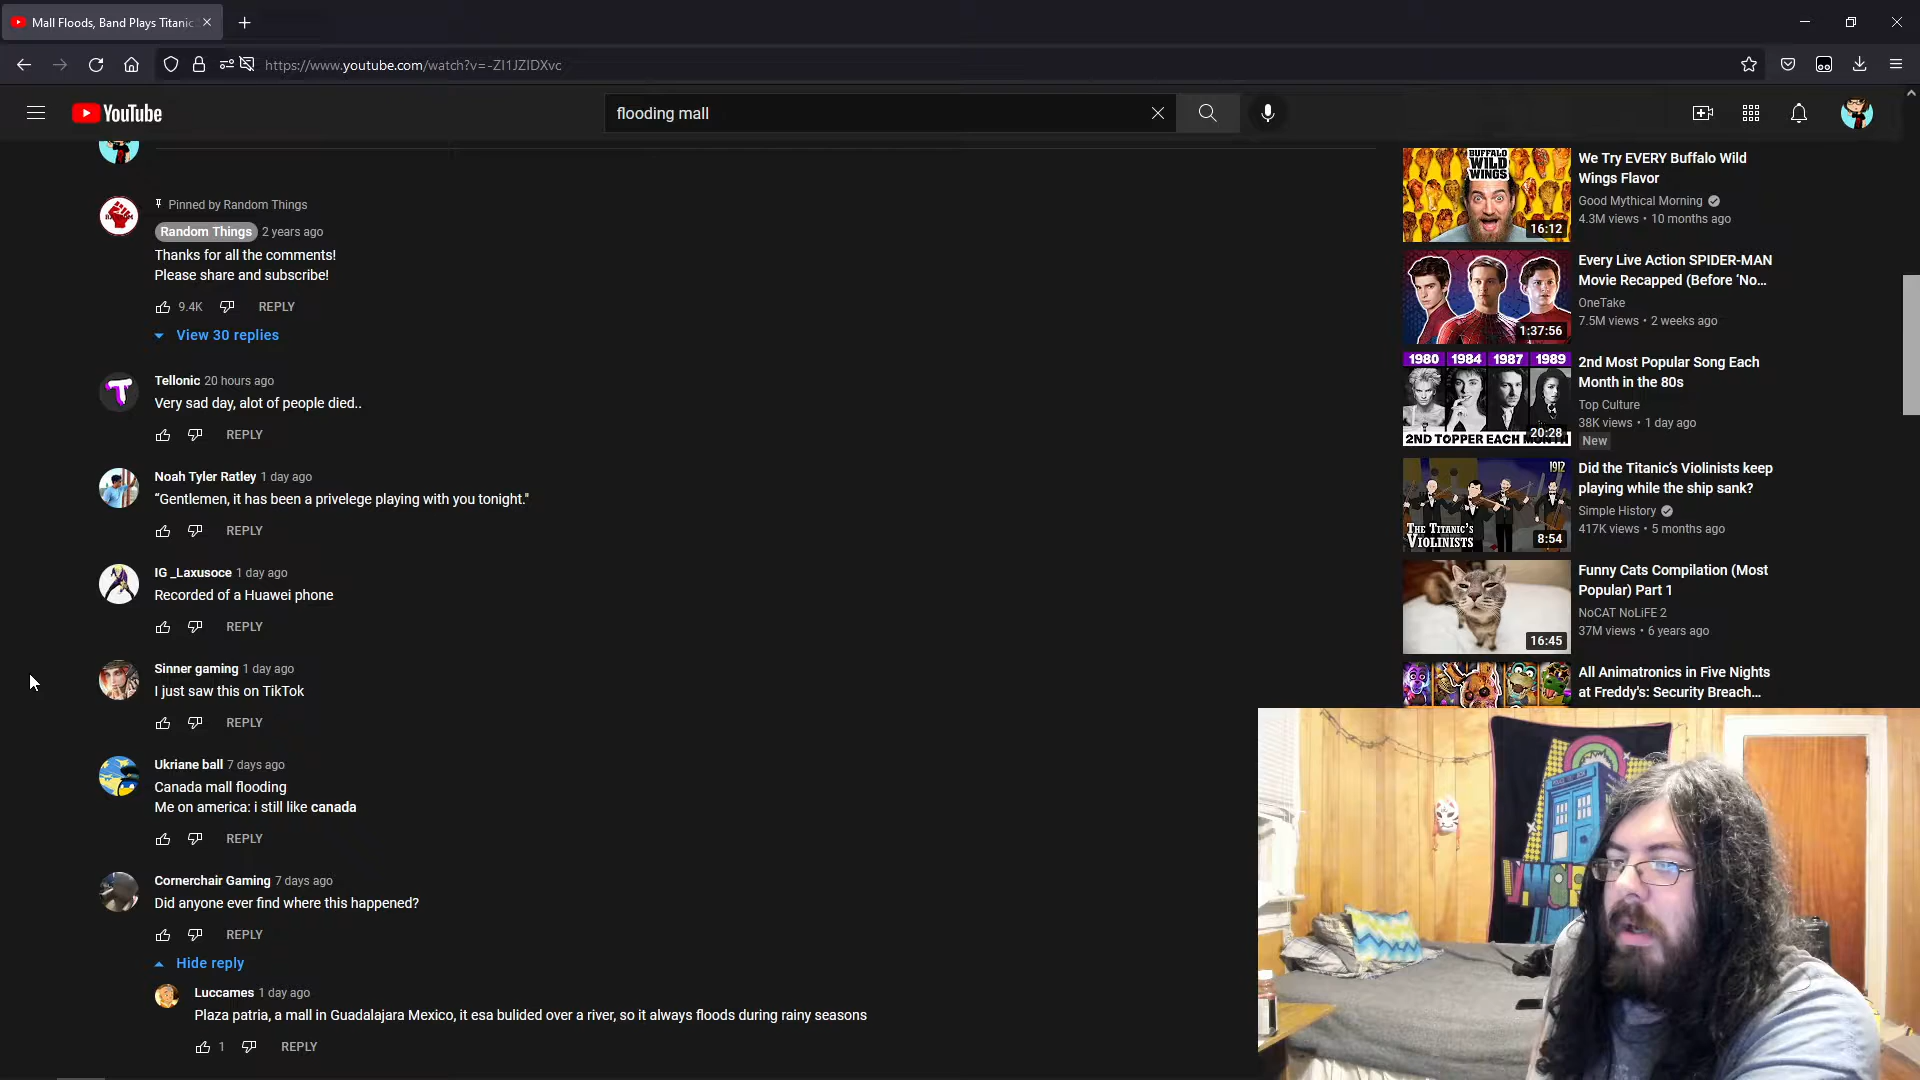 Mall Floods, Band Plays Titanic
https://www.youtube.com/watch?v=-ZI1JZIDXvc
YouTube
flooding mall
Pinned by Random Things
Random Things 2 years ago
Thanks for all the comments!
Please share and subscribe!
9.4K REPLY
View 30 replies
Tellonic 20 hours ago
Very sad day, alot of people died..
REPLY
Noah Tyler Ratley 1 day ago
“Gentlemen, it has been a privelege playing with you tonight."
REPLY
IG _Laxusoce 1 day ago
Recorded of a Huawei phone
REPLY
Sinner gaming 1 day ago
I just saw this on TikTok
REPLY
Ukriane ball 7 days ago
Canada mall flooding
Me on america: i still like canada
REPLY
Cornerchair Gaming 7 days ago
Did anyone ever find where this happened?
REPLY
Hide reply
Luccames 1 day ago
Plaza patria, a mall in Guadalajara Mexico, it esa bulided over a river, so it always floods during rainy seasons
1 REPLY
BUFFALO
WILD
WINGS
16:12
We Try EVERY Buffalo Wild
Wings Flavor
Good Mythical Morning
4.3M views • 10 months ago
1:37:56
Every Live Action SPIDER-MAN
Movie Recapped (Before ‘No...
OneTake
7.5M views • 2 weeks ago
1980 1984 1987 1989
20:28
2ND TOPPER EACH MONTH
2nd Most Popular Song Each
Month in the 80s
Top Culture
38K views • 1 day ago
New
1912
THE TITANIC'S
VIOLINISTS
8:54
Did the Titanic’s Violinists keep
playing while the ship sank?
Simple History
417K views • 5 months ago
16:45
Funny Cats Compilation (Most
Popular) Part 1
NoCAT NoLiFE 2
37M views • 6 years ago
All Animatronics in Five Nights
at Freddy's: Security Breach...